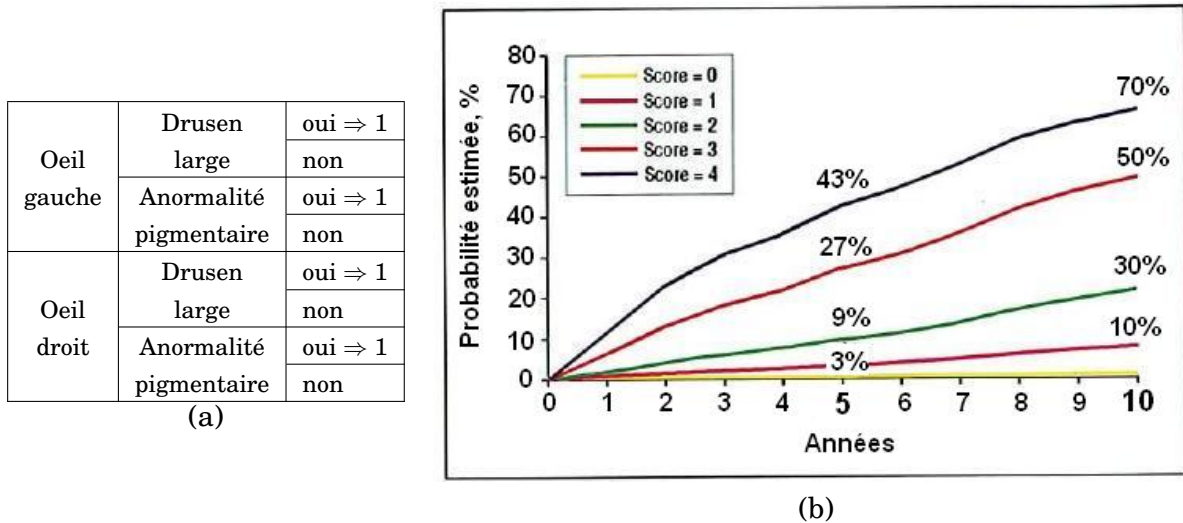 Oeil gauche
Drusen large
oui ⇒ 1
non
Anormalité pigmentaire
oui ⇒ 1
non
Oeil droit
Drusen large
oui ⇒ 1
non
Anormalité pigmentaire
oui ⇒ 1
non
(a)
Probabilité estimée, %
80
70
60
50
40
30
20
10
0
Score = 0
Score = 1
Score = 2
Score = 3
Score = 4
70%
50%
43%
27%
30%
9%
10%
3%
0 1 2 3 4 5 6 7 8 9 10
Années
(b)